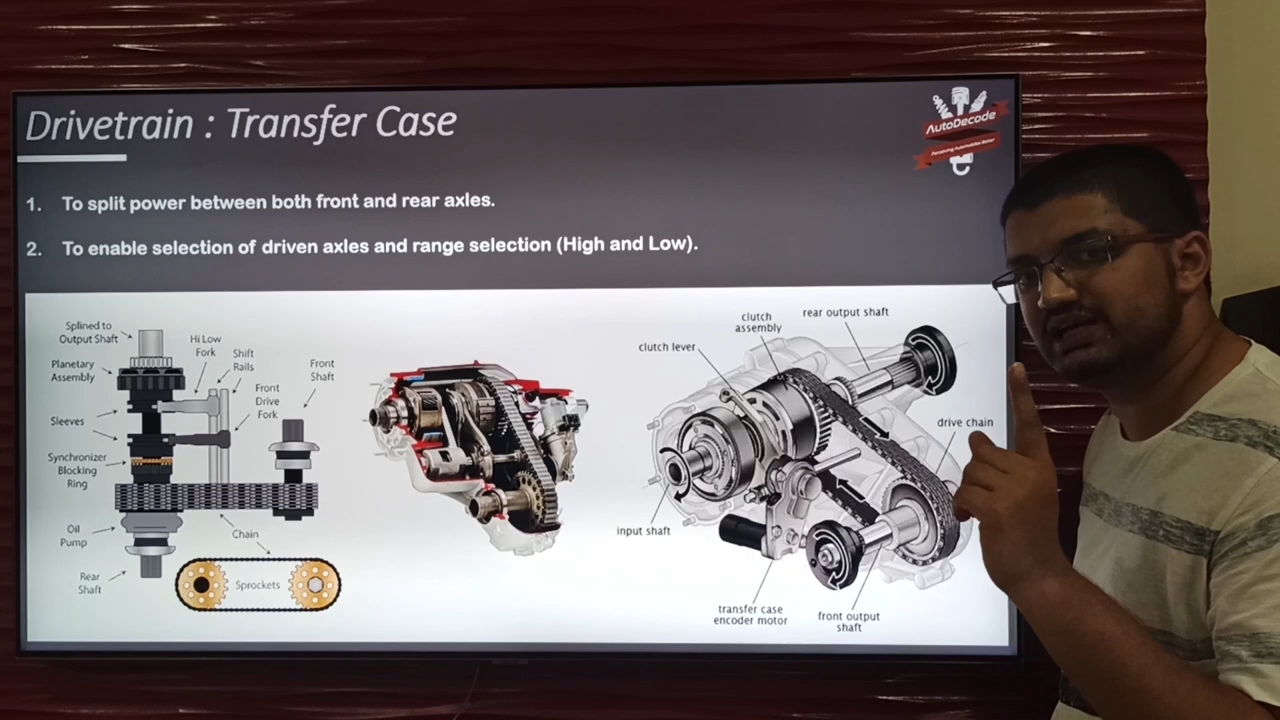 Drivetrain : Transfer Case
AutoDecode
Perceiving Automobiles Better
1. To split power between both front and rear axles.
2. To enable selection of driven axles and range selection (High and Low).
Splined to
Output Shaft
Planetary
Assembly
Sleeves
Synchronizer
Blocking
Ring
Oil
Pump
Rear
Shaft
Hi Low
Fork
Shift
Rails
Front
Drive
Fork
Front
Shaft
Chain
Sprockets
clutch
assembly
rear output shaft
clutch lever
drive chain
input shaft
transfer case
encoder motor
front output
shaft